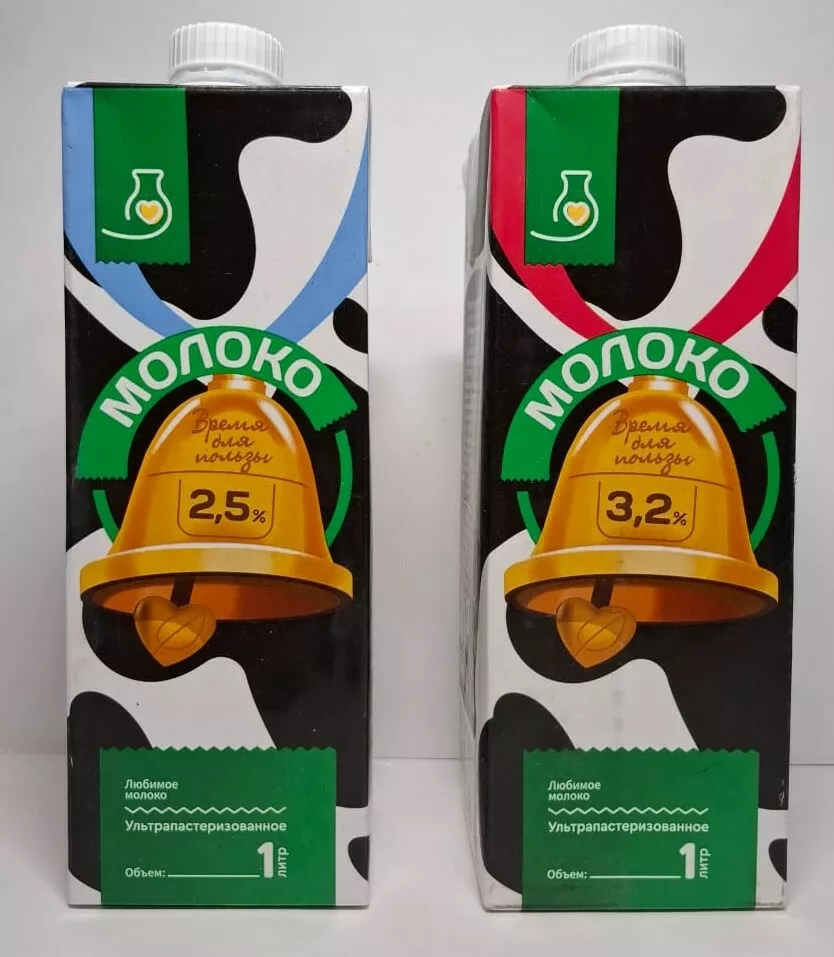 МОЛОКО
Время
для
пользы
2,5%
Любимое
молоко
Ультрапастеризованное
Объем: 1 литр
МОЛОКО
Время
для
пользы
3,2%
Любимое
молоко
Ультрапастеризованное
Объем: 1 литр